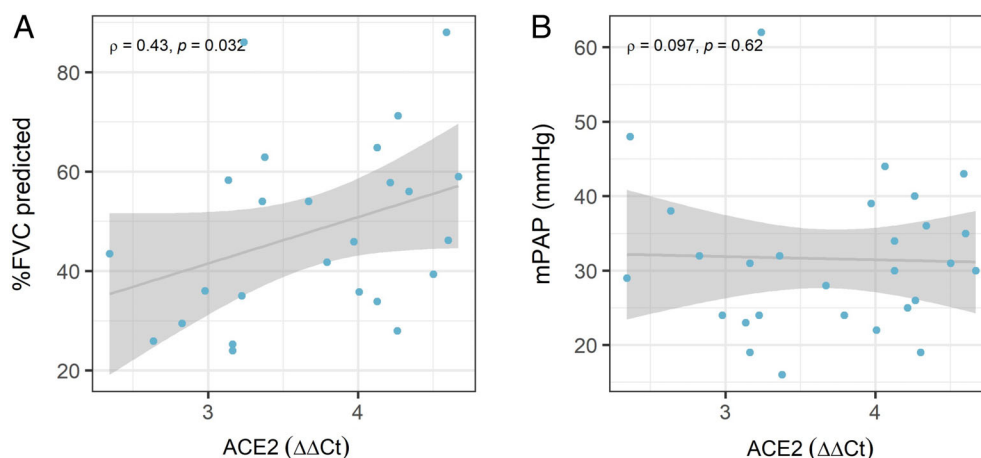 A
ρ = 0.43, p = 0.032
80
60
40
20
%FVC predicted
3
4
ACE2 (ΔΔCt)
B
ρ = 0.097, p = 0.62
60
50
40
30
20
mPAP (mmHg)
3
4
ACE2 (ΔΔCt)